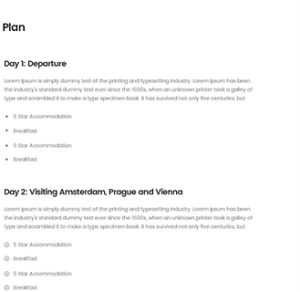 Plan
Day 1: Departure
Lorem Ipsum is simply dummy text of the printing and typesetting industry. Lorem Ipsum has been
the industry's standard dummy text ever since the 1500s, when an unknown printer took a galley of
type and scrambled it to make a type specimen book. It has survived not only five centuries, but
5 Star Accommodation
Breakfast
5 Star Accommodation
Breakfast
Day 2: Visiting Amsterdam, Prague and Vienna
Lorem Ipsum is simply dummy text of the printing and typesetting industry. Lorem Ipsum has been
the industry's standard dummy text ever since the 1500s, when an unknown printer took a galley of
type and scrambled it to make a type specimen book. It has survived not only five centuries, but
5 Star Accommodation
Breakfast
5 Star Accommodation
Breakfast